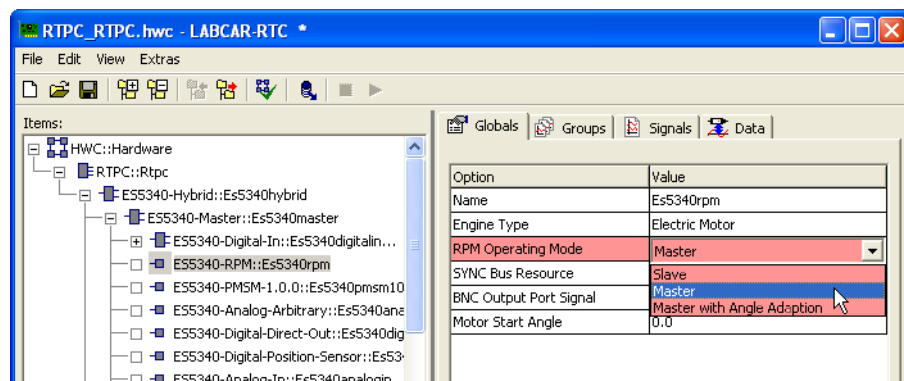 RTPC_RTPC.hwc - LABCAR-RTC *
File Edit View Extras
Items:
HWC::Hardware
RTPC::Rtpc
ES5340-Hybrid::Es5340hybrid
ES5340-Master::Es5340master
ES5340-Digital-In::Es5340digitalin...
ES5340-RPM::Es5340rpm
ES5340-PMSM-1.0.0::Es5340pmsm10
ES5340-Analog-Arbitrary::Es5340ana
ES5340-Digital-Direct-Out::Es5340dig
ES5340-Digital-Position-Sensor::Es53
ES5340-Analog-In::Es5340analogin
Globals Groups Signals Data
Option Value
Name Es5340rpm
Engine Type Electric Motor
RPM Operating Mode Master
SYNC Bus Resource Slave
Master
BNC Output Port Signal
Master with Angle Adaption
Motor Start Angle 0.0